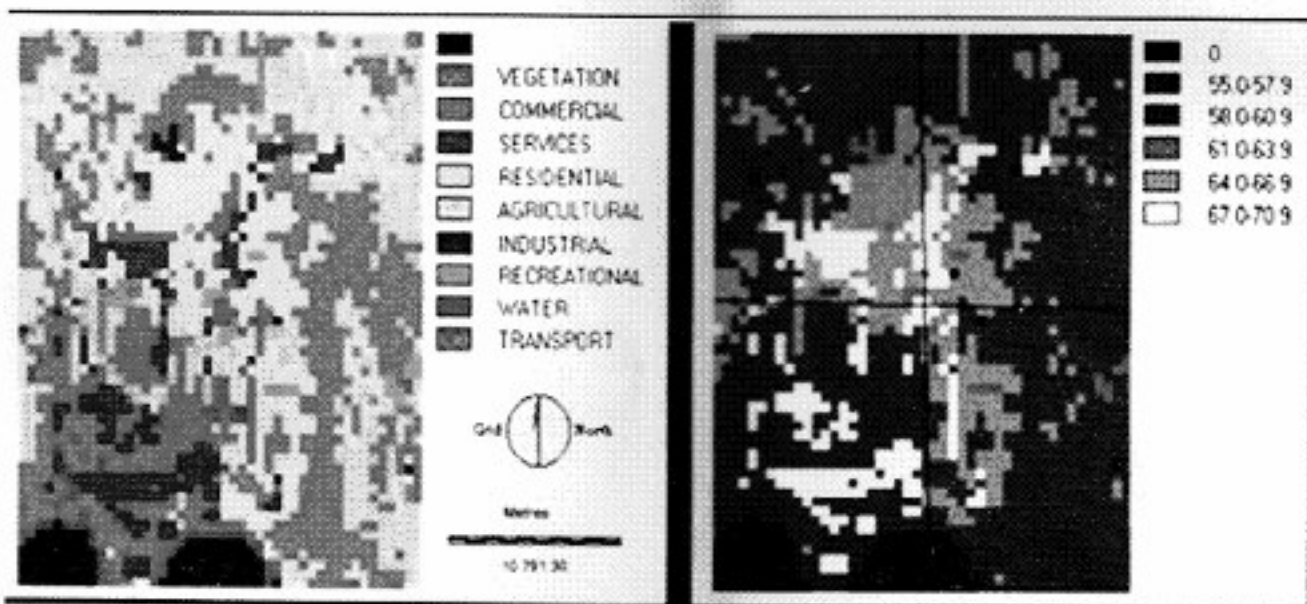 VEGETATION
COMMERCIAL
SERVICES
RESIDENTIAL
AGRICULTURAL
INDUSTRIAL
RECREATIONAL
WATER
TRANSPORT
Grid North
Metres
0
55.0-57.9
58.0-60.9
61.0-63.9
64.0-66.9
67.0-70.9